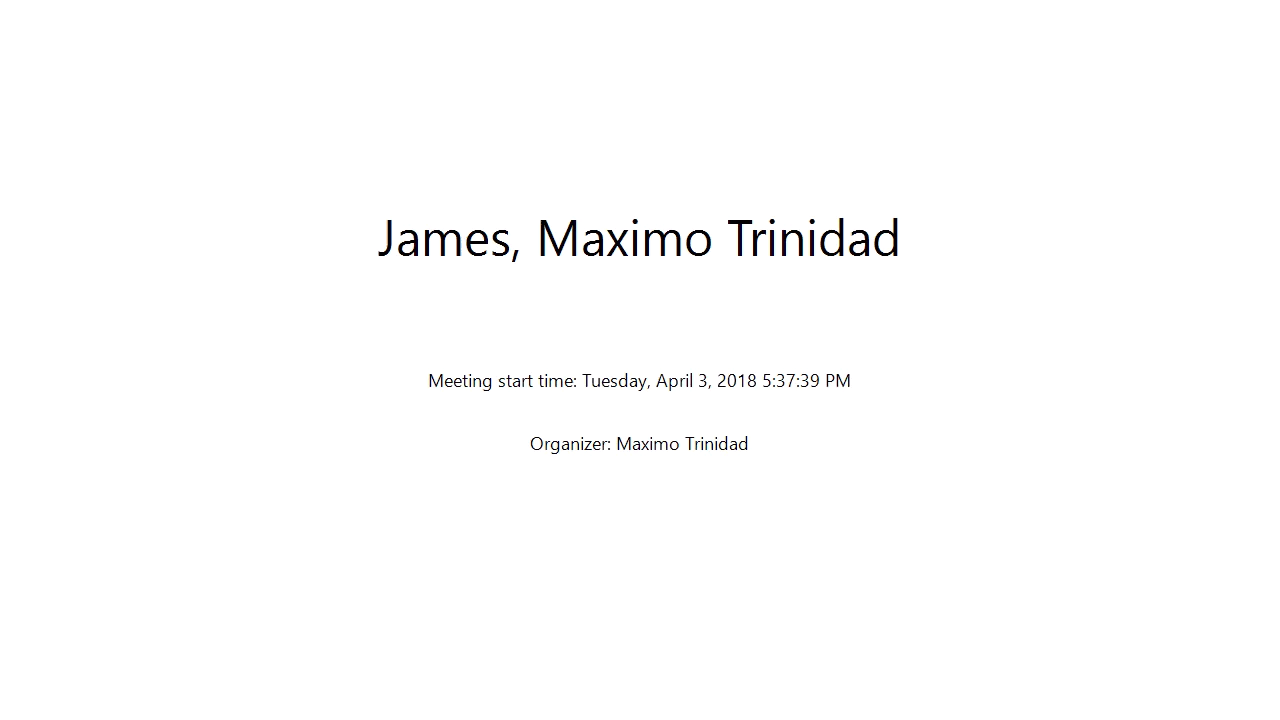 James, Maximo Trinidad
Meeting start time: Tuesday, April 3, 2018 5:37:39 PM
Organizer: Maximo Trinidad